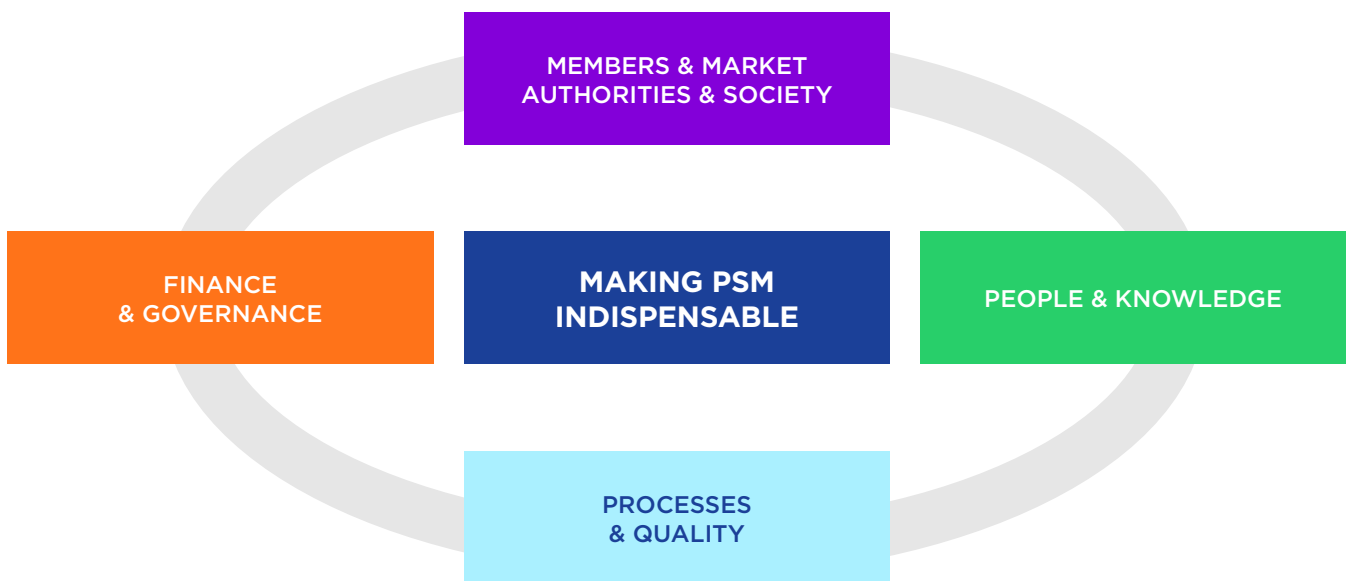 MEMBERS & MARKET
AUTHORITIES & SOCIETY
FINANCE
& GOVERNANCE
MAKING PSM
INDISPENSABLE
PEOPLE & KNOWLEDGE
PROCESSES
& QUALITY